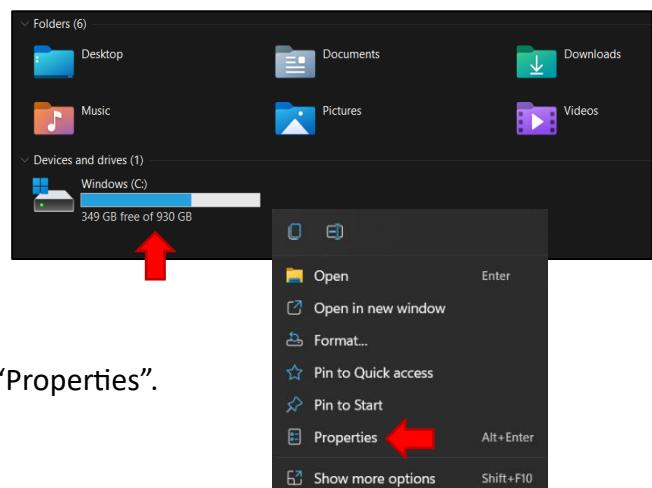 Folders (6)
Desktop
Documents
Downloads
Music
Pictures
Videos
Devices and drives (1)
Windows (C:)
349 GB free of 930 GB
Open Enter
Open in new window
Format...
Pin to Quick access
"Properties".
Pin to Start
Properties Alt+Enter
Show more options Shift+F10